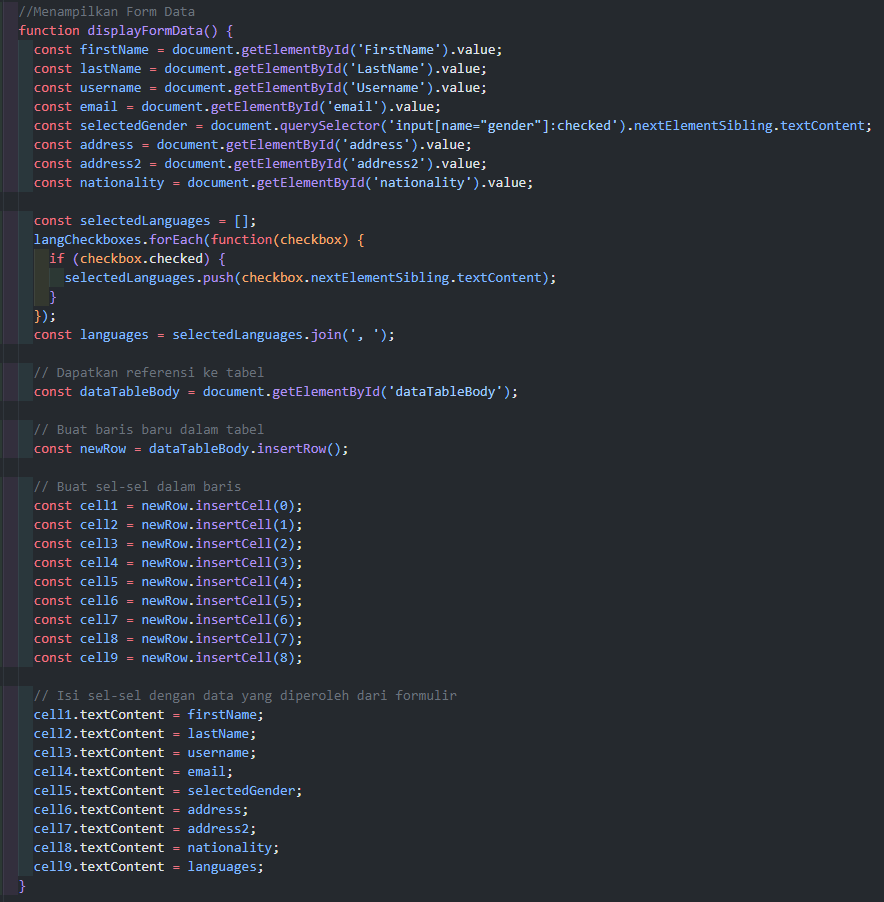 //Menampilkan Form Data
function displayFormData() {
  const firstName = document.getElementById('FirstName').value;
  const lastName = document.getElementById('LastName').value;
  const username = document.getElementById('Username').value;
  const email = document.getElementById('email').value;
  const selectedGender = document.querySelector('input[name="gender"]:checked').nextElementSibling.textContent;
  const address = document.getElementById('address').value;
  const address2 = document.getElementById('address2').value;
  const nationality = document.getElementById('nationality').value;

  const selectedLanguages = [];
  langCheckboxes.forEach(function(checkbox) {
    if (checkbox.checked) {
      selectedLanguages.push(checkbox.nextElementSibling.textContent);
    }
  });
  const languages = selectedLanguages.join(', ');

  // Dapatkan referensi ke tabel
  const dataTableBody = document.getElementById('dataTableBody');

  // Buat baris baru dalam tabel
  const newRow = dataTableBody.insertRow();

  // Buat sel-sel dalam baris
  const cell1 = newRow.insertCell(0);
  const cell2 = newRow.insertCell(1);
  const cell3 = newRow.insertCell(2);
  const cell4 = newRow.insertCell(3);
  const cell5 = newRow.insertCell(4);
  const cell6 = newRow.insertCell(5);
  const cell7 = newRow.insertCell(6);
  const cell8 = newRow.insertCell(7);
  const cell9 = newRow.insertCell(8);

  // Isi sel-sel dengan data yang diperoleh dari formulir
  cell1.textContent = firstName;
  cell2.textContent = lastName;
  cell3.textContent = username;
  cell4.textContent = email;
  cell5.textContent = selectedGender;
  cell6.textContent = address;
  cell7.textContent = address2;
  cell8.textContent = nationality;
  cell9.textContent = languages;
}